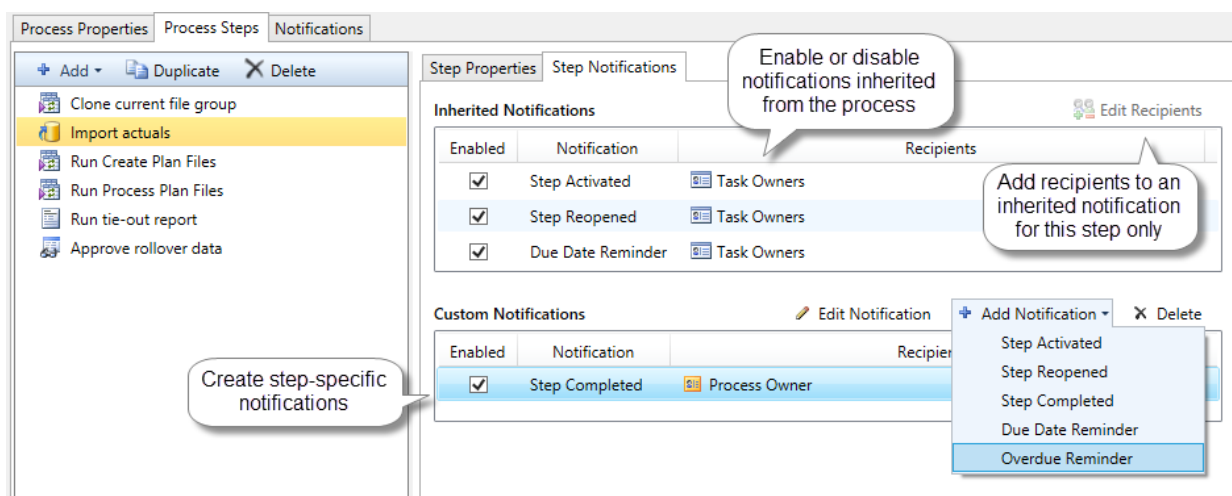 Process Properties Process Steps Notifications
Add Duplicate Delete
Clone current file group
Import actuals
Run Create Plan Files
Run Process Plan Files
Run tie-out report
Approve rollover data
Step Properties Step Notifications
Enable or disable
notifications inherited
from the process
Inherited Notifications Edit Recipients
Enabled Notification Recipients
Step Activated Task Owners
Step Reopened Task Owners
Due Date Reminder Task Owners
Add recipients to an
inherited notification
for this step only
Custom Notifications Edit Notification Add Notification Delete
Enabled Notification Recipien
Step Completed Process Owner
Create step-specific
notifications
Step Activated
Step Reopened
Step Completed
Due Date Reminder
Overdue Reminder